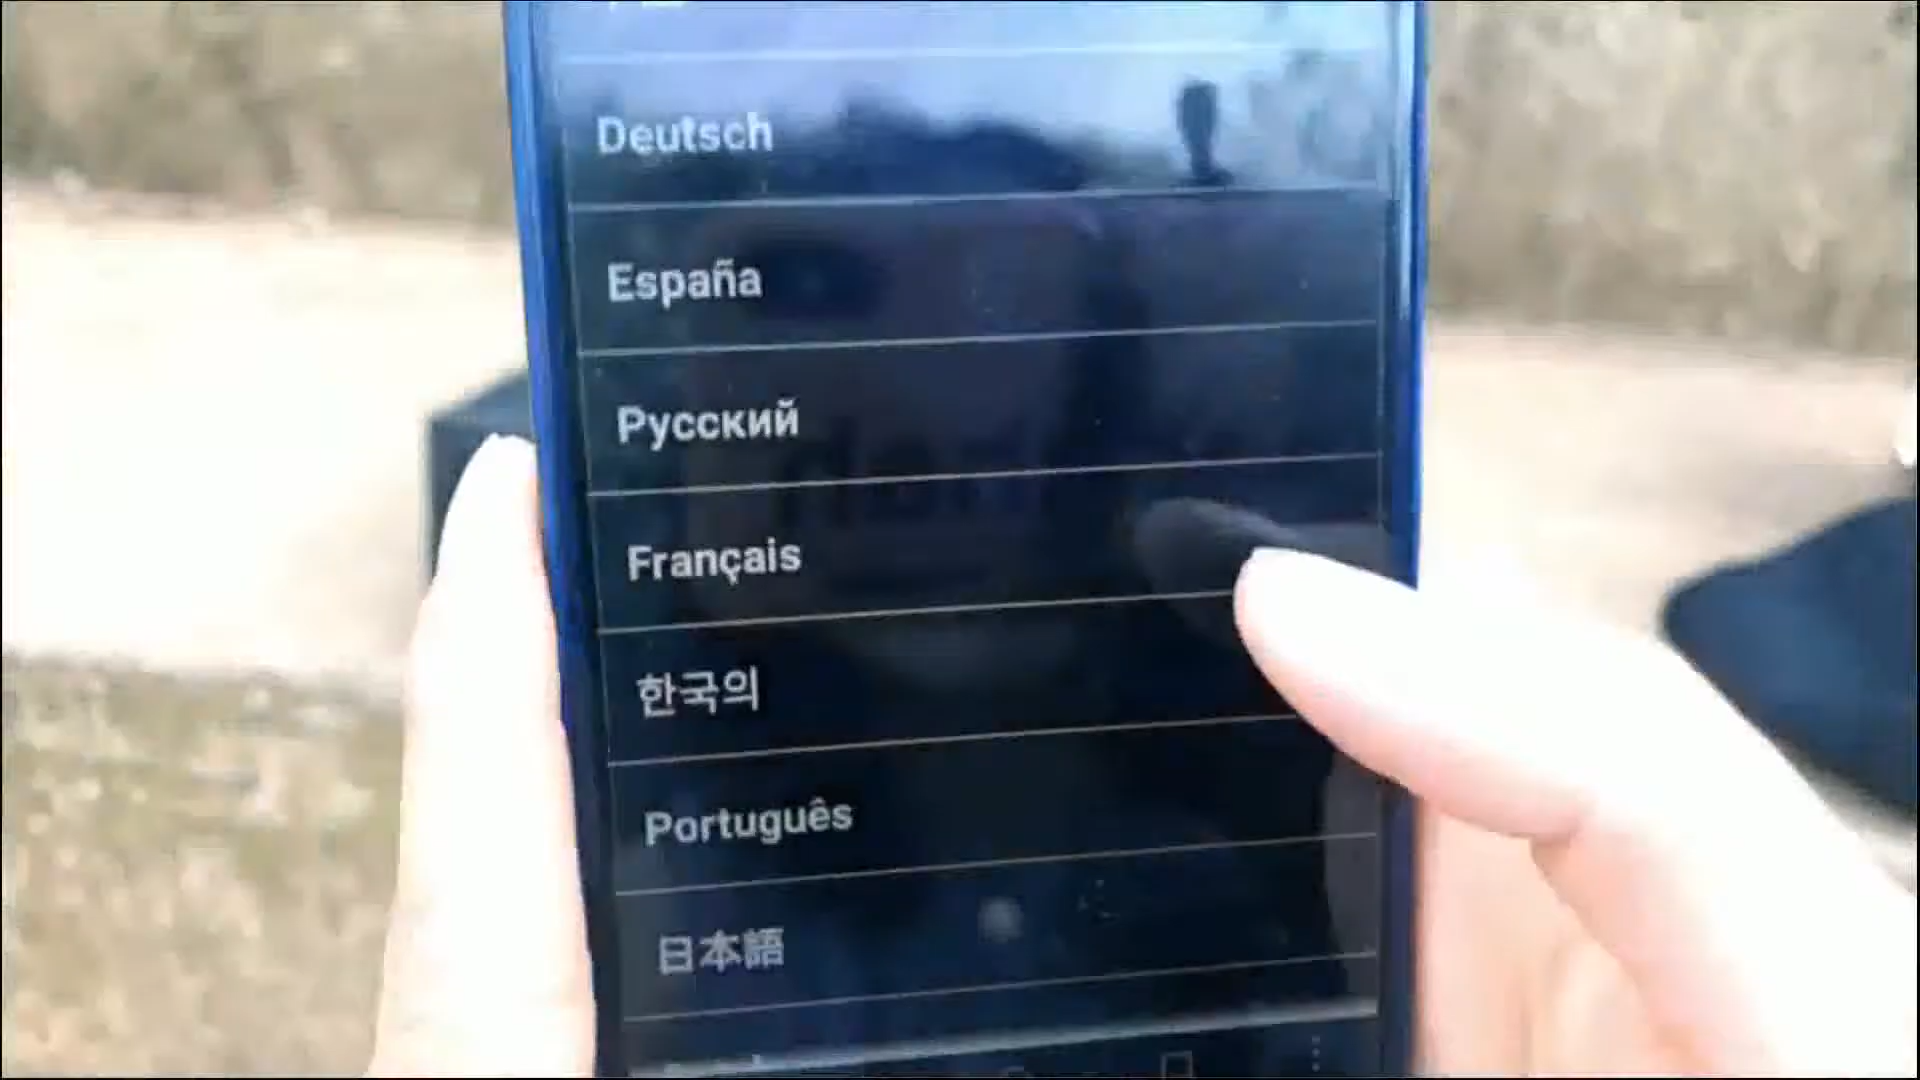 Deutsch
España
Русский
Français
한국의
Português
日本語